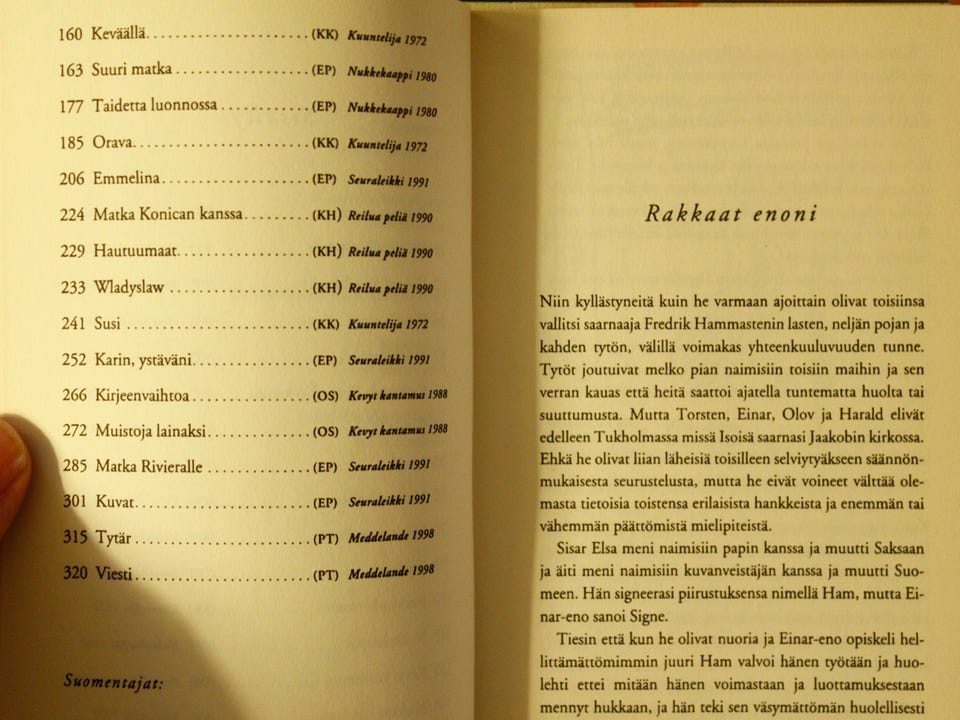 160 Keväällä........................(KK) Kuuntelija 1972
163 Suuri matka...................(EP) Nukkekaappi 1980
177 Taidetta luonnossa............(EP) Nukkekaappi 1980
185 Orava..........................(KK) Kuuntelija 1972
206 Emmelina.....................(EP) Seuraleikki 1991
224 Matka Konican kanssa.........(KH) Reilua peliä 1990
229 Hautuumaat...................(KH) Reilua peliä 1990
233 Wladyslaw....................(KH) Reilua peliä 1990
241 Susi...........................(KK) Kuuntelija 1972
252 Karin, ystäväni................(EP) Seuraleikki 1991
266 Kirjeenvaihtoa.................(OS) Kevyt kantamus 1988
272 Muistoja lainaksi...............(OS) Kevyt kantamus 1988
285 Matka Rivieralle...............(EP) Seuraleikki 1991
301 Kuvat.........................(EP) Seuraleikki 1991
315 Tytär..........................(PT) Meddelande 1998
320 Viesti..........................(PT) Meddelande 1998
Suomentajat:
Rakkaat enoni
Niin kyllästyneitä kuin he varmaan ajoittain olivat toisiinsa
vallitsi saarnaaja Fredrik Hammastenin lasten, neljän pojan ja
kahden tytön, välillä voimakas yhteenkuuluvuuden tunne.
Tytöt joutuivat melko pian naimisiin toisiin maihin ja sen
verran kauas että heitä saattoi ajatella tuntematta huolta tai
suuttumusta. Mutta Torsten, Einar, Olov ja Harald elivät
edelleen Tukholmassa missä Isoisä saarnasi Jaakobin kirkossa.
Ehkä he olivat liian läheisiä toisilleen selviytyäkseen säännön-
mukaisesta seurustelusta, mutta he eivät voineet välttää ole-
masta tietoisia toistensa erilaisista hankkeista ja enemmän tai
vähemmän päättömistä mielipiteistä.
Sisar Elsa meni naimisiin papin kanssa ja muutti Saksaan
ja äiti meni naimisiin kuvanveistäjän kanssa ja muutti Suo-
meen. Hän signeerasi piirustuksensa nimellä Ham, mutta Ei-
nar-eno sanoi Signe.
Tiesin että kun he olivat nuoria ja Einar-eno opiskeli hel-
littämättömimmin juuri Ham valvoi hänen työtään ja huo-
lehti ettei mitään hänen voimastaan ja luottamuksestaan
mennyt hukkaan, ja hän teki sen väsymättömän huolellisesti